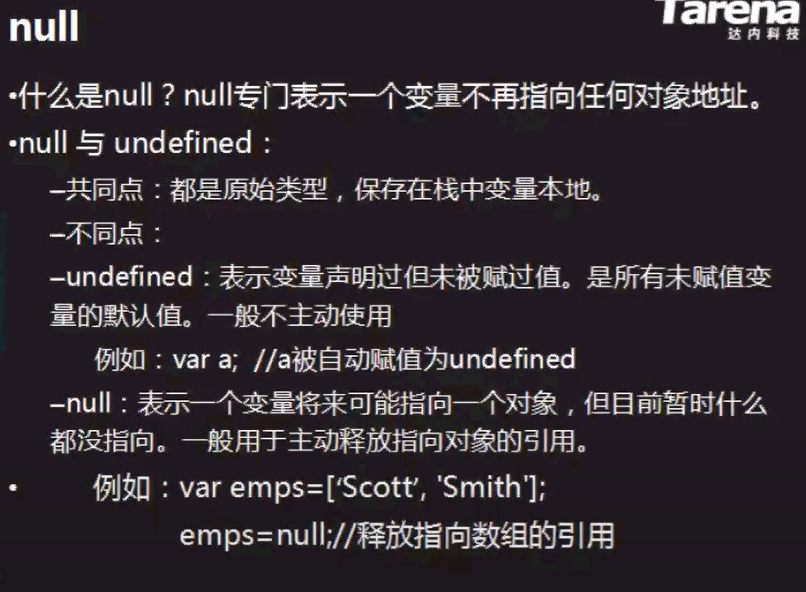 null
Tarena
达内科技
•什么是null？null专门表示一个变量不再指向任何对象地址。
•null 与 undefined：
–共同点：都是原始类型，保存在栈中变量本地。
–不同点：
–undefined：表示变量声明过但未被赋过值。是所有未赋值变
量的默认值。一般不主动使用
例如：var a; //a被自动赋值为undefined
–null：表示一个变量将来可能指向一个对象，但目前暂时什么
都没指向。一般用于主动释放指向对象的引用。
• 例如：var emps=[‘Scott’, 'Smith'];
emps=null;//释放指向数组的引用